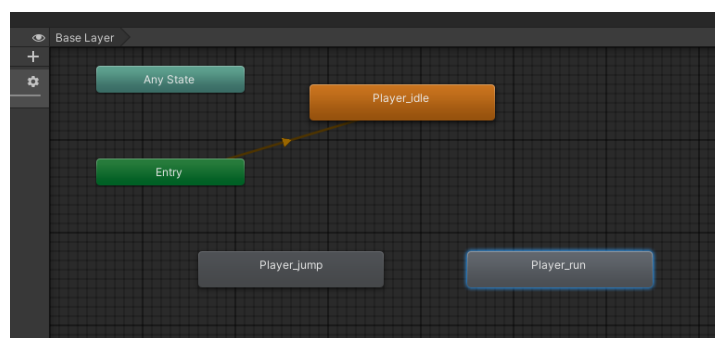 Base Layer
Any State
Player_idle
Entry
Player_jump
Player_run